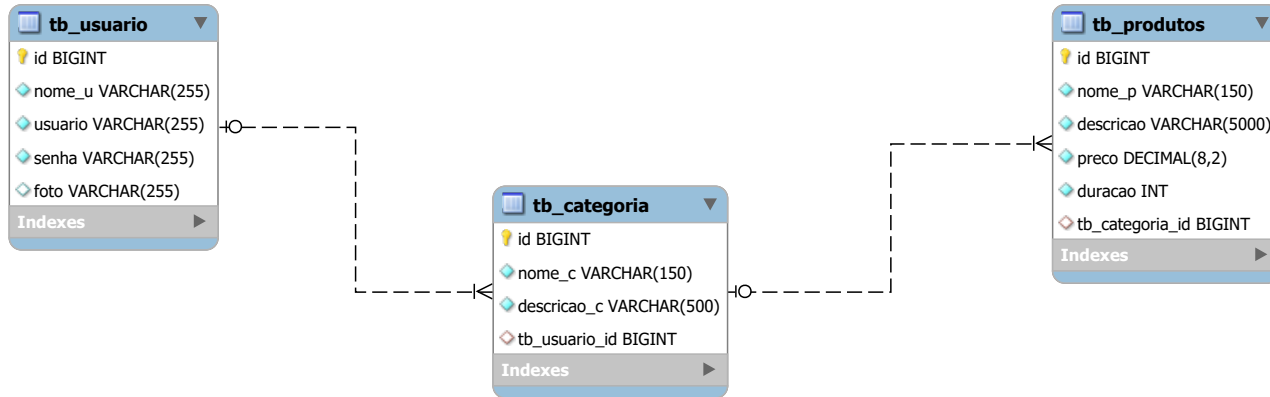 tb_usuario
id BIGINT
nome_u VARCHAR(255)
usuario VARCHAR(255)
senha VARCHAR(255)
foto VARCHAR(255)
Indexes
tb_categoria
id BIGINT
nome_c VARCHAR(150)
descricao_c VARCHAR(500)
tb_usuario_id BIGINT
Indexes
tb_produtos
id BIGINT
nome_p VARCHAR(150)
descricao VARCHAR(5000)
preco DECIMAL(8,2)
duracao INT
tb_categoria_id BIGINT
Indexes